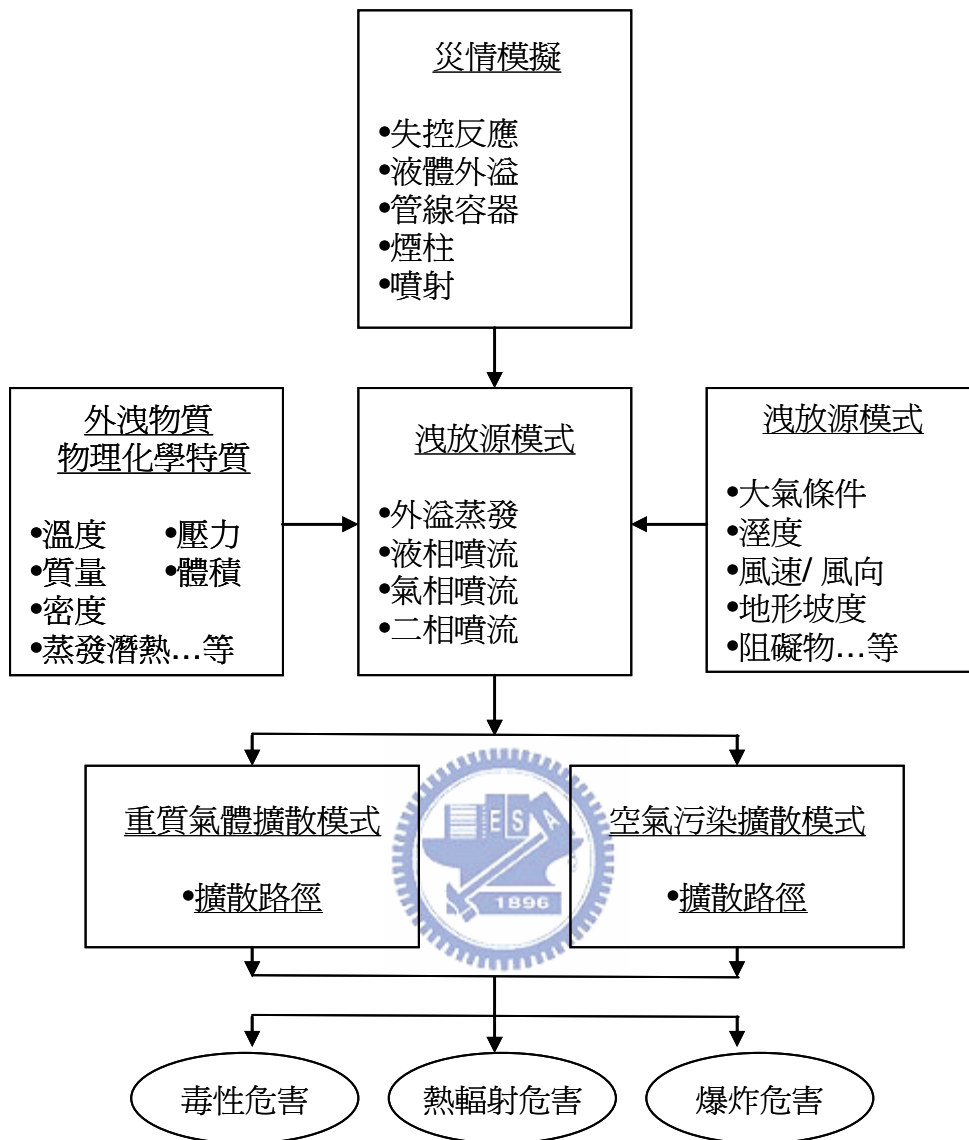 災情模擬
•失控反應
•液體外溢
•管線容器
•煙柱
•噴射
外洩物質
物理化學特質
•溫度 •壓力
•質量 •體積
•密度
•蒸發潛熱…等
洩放源模式
•外溢蒸發
•液相噴流
•氣相噴流
•二相噴流
洩放源模式
•大氣條件
•溼度
•風速/ 風向
•地形坡度
•阻礙物…等
重質氣體擴散模式
•擴散路徑
E S A
1896
空氣污染擴散模式
•擴散路徑
毒性危害
熱輻射危害
爆炸危害